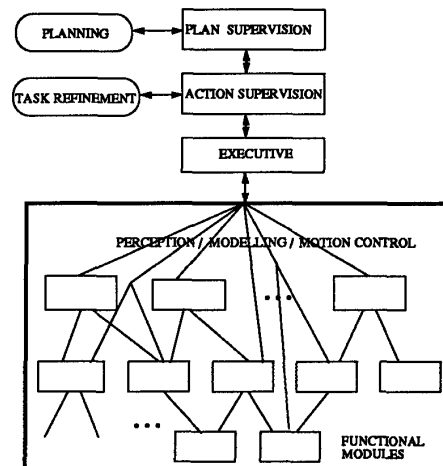 PLANNING
PLAN SUPERVISION
TASK REFINEMENT
ACTION SUPERVISION
EXECUTIVE
PERCEPTION / MODELLING / MOTION CONTROL
FUNCTIONAL
MODULES